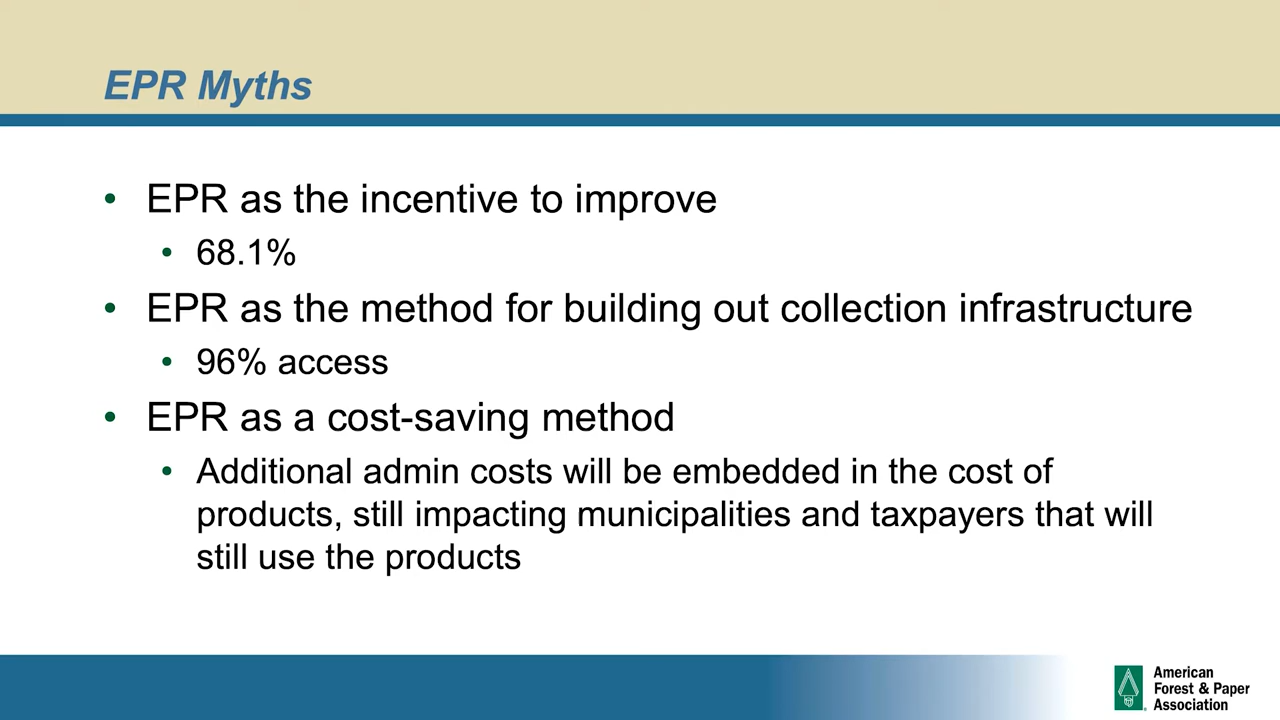 EPR Myths
• EPR as the incentive to improve
• 68.1%
• EPR as the method for building out collection infrastructure
• 96% access
• EPR as a cost-saving method
• Additional admin costs will be embedded in the cost of
products, still impacting municipalities and taxpayers that will
still use the products
American
Forest & Paper
Association